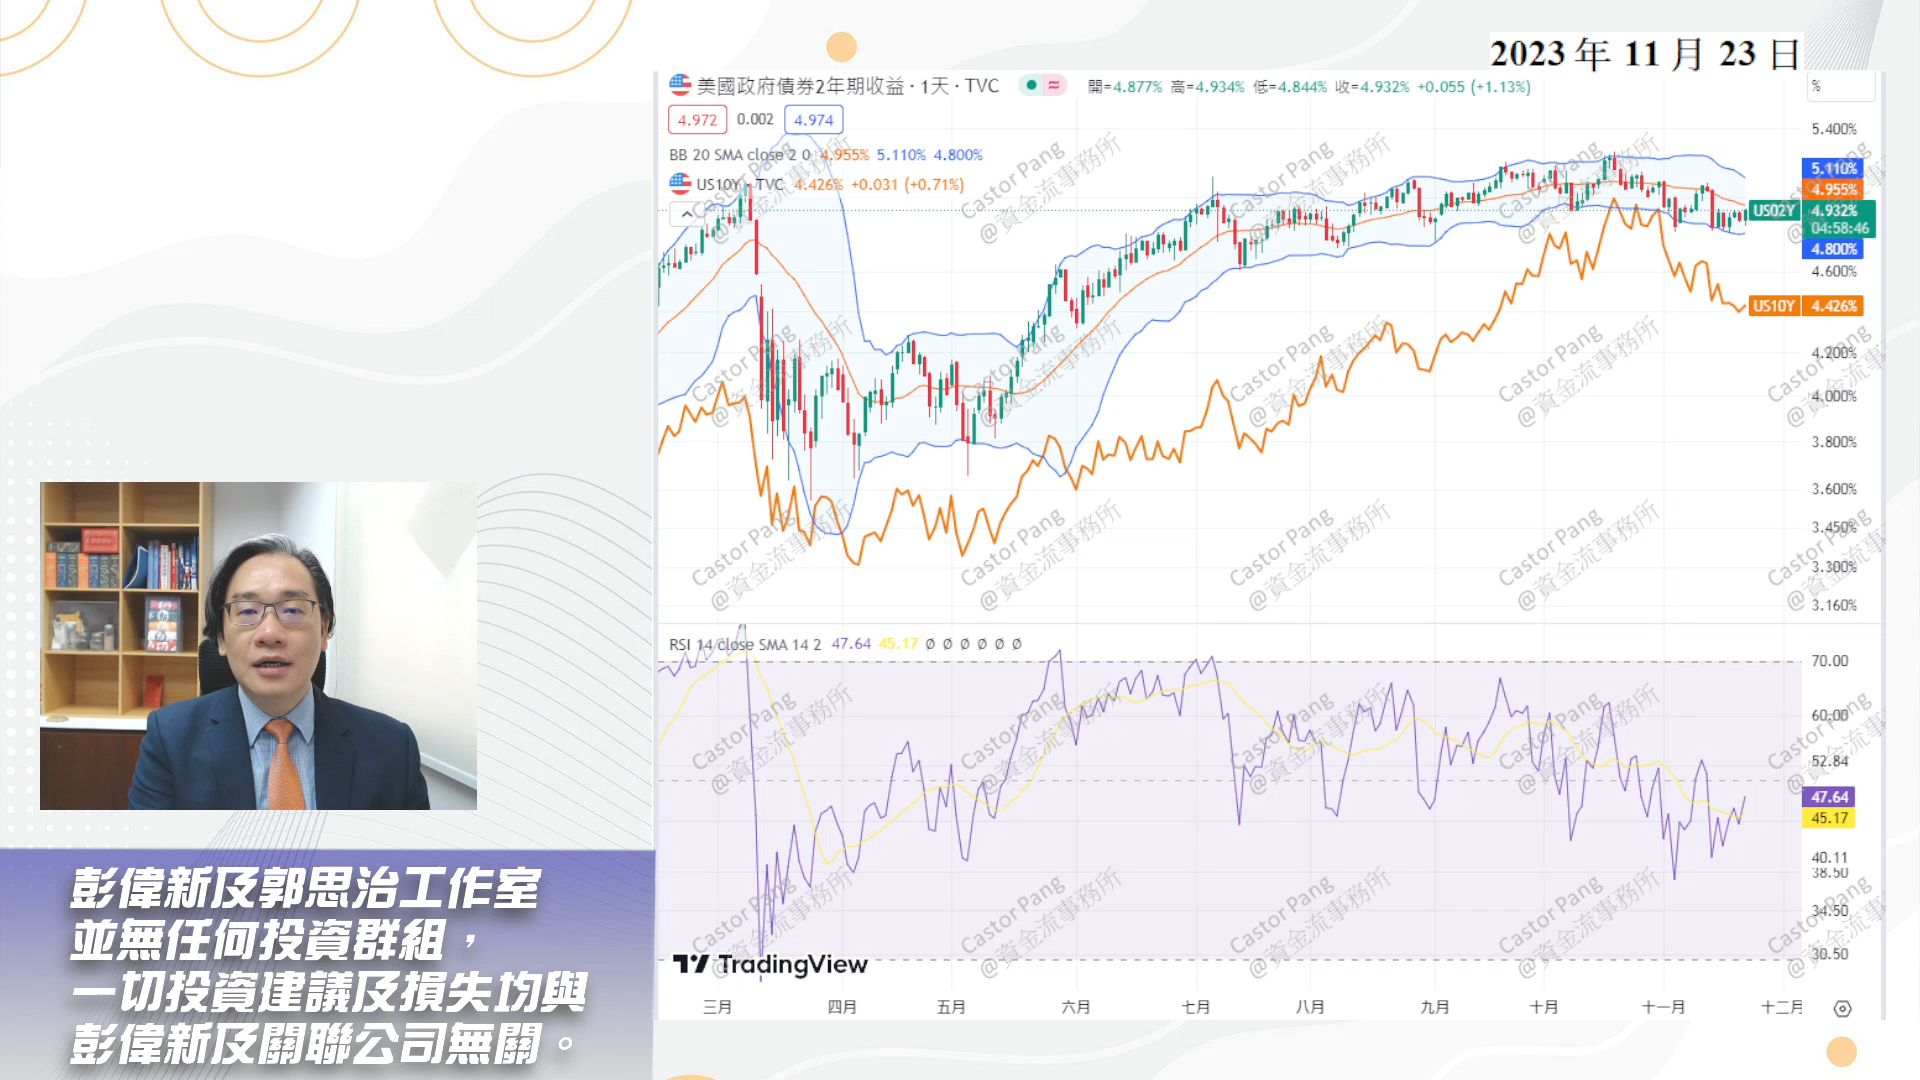 2023 年 11 月 23 日
美國政府債券2年期收益 · 1天 · TVC
開=4.877% 高=4.934% 低=4.844% 收=4.932% +0.055 (+1.13%)
%
4.972 0.002 4.974
BB 20 SMA close 2 0 4.955% 5.110% 4.800%
US10Y · TVC 4.426% +0.031 (+0.71%)
5.400%
5.110%
4.955%
US02Y 4.932%
04:58:46
4.800%
4.600%
US10Y 4.426%
4.200%
4.000%
3.800%
3.600%
3.450%
3.300%
3.160%
Castor Pang
@資金流事務所
RSI 14 close SMA 14 2 47.64 45.17 Ø Ø Ø Ø Ø Ø
70.00
60.00
52.84
47.64
45.17
40.11
38.50
34.50
30.50
TradingView
三月 四月 五月 六月 七月 八月 九月 十月 十一月 十二月
彭偉新及郭思治工作室
並無任何投資群組，
一切投資建議及損失均與
彭偉新及關聯公司無關。